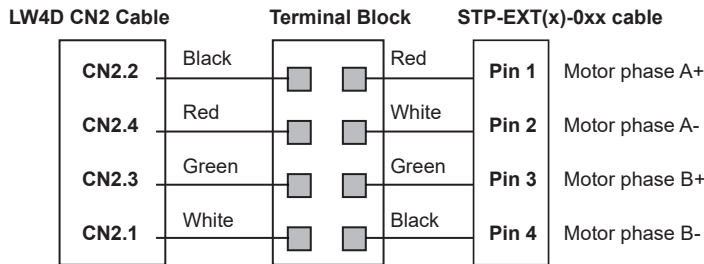 LW4D CN2 Cable Terminal Block STP-EXT(x)-0xx cable
CN2.2 Black Red Pin 1 Motor phase A+
CN2.4 Red White Pin 2 Motor phase A-
CN2.3 Green Green Pin 3 Motor phase B+
CN2.1 White Black Pin 4 Motor phase B-